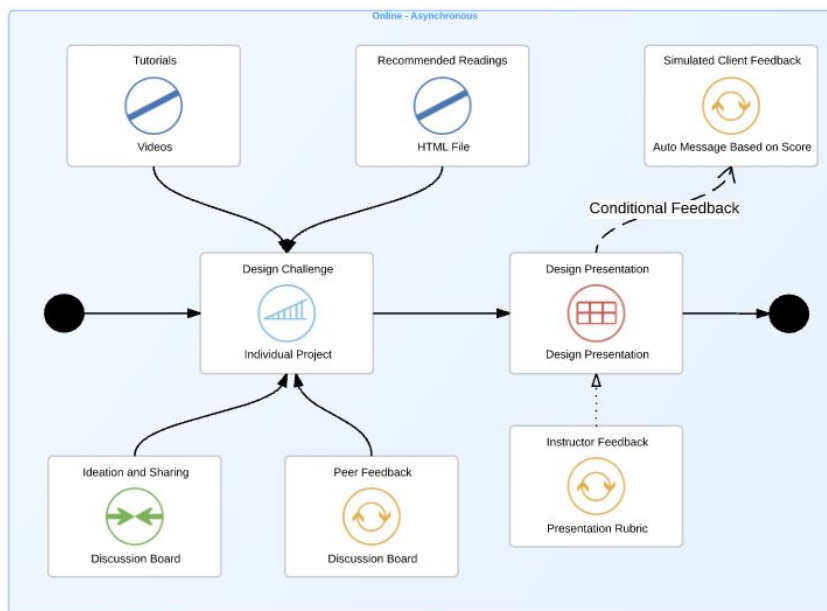 Online - Asynchronous
Tutorials
Videos
Recommended Readings
HTML File
Simulated Client Feedback
Auto Message Based on Score
Conditional Feedback
Design Challenge
Individual Project
Design Presentation
Design Presentation
Ideation and Sharing
Discussion Board
Peer Feedback
Discussion Board
Instructor Feedback
Presentation Rubric